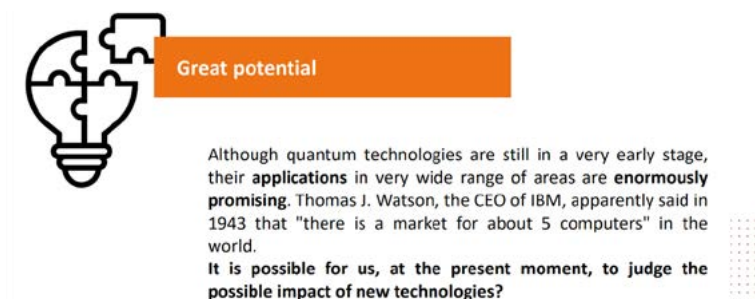 Great potential
Although quantum technologies are still in a very early stage,
their applications in very wide range of areas are enormously
promising. Thomas J. Watson, the CEO of IBM, apparently said in
1943 that "there is a market for about 5 computers" in the
world.
It is possible for us, at the present moment, to judge the
possible impact of new technologies?